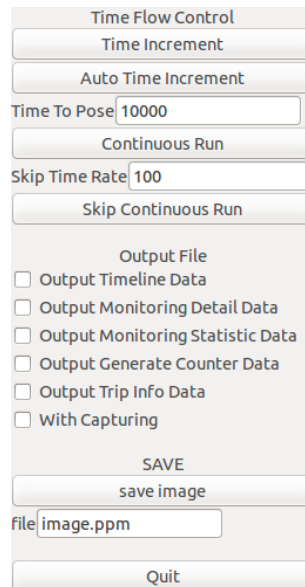 Time Flow Control
Time Increment
Auto Time Increment
Time To Pose 10000
Continuous Run
Skip Time Rate 100
Skip Continuous Run
Output File
Output Timeline Data
Output Monitoring Detail Data
Output Monitoring Statistic Data
Output Generate Counter Data
Output Trip Info Data
With Capturing
SAVE
save image
file image.ppm
Quit